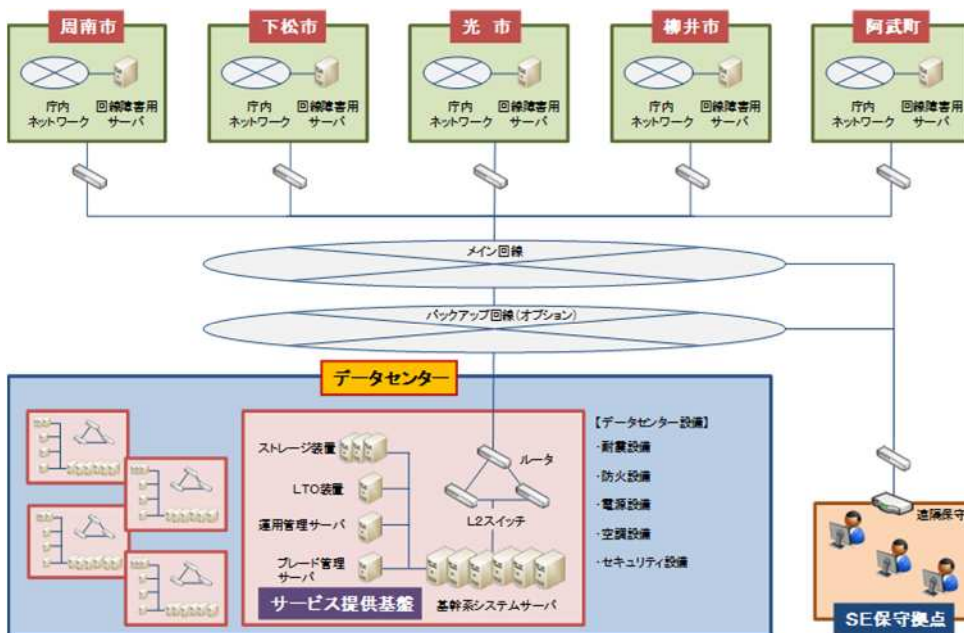 周南市
下松市
光 市
柳井市
阿武町
庁内
ネットワーク
回線障害用
サーバ
庁内
ネットワーク
回線障害用
サーバ
庁内
ネットワーク
回線障害用
サーバ
庁内
ネットワーク
回線障害用
サーバ
庁内
ネットワーク
回線障害用
サーバ
メイン回線
バックアップ回線(オプション)
データセンター
ストレージ装置
LTO装置
運用管理サーバ
ブレード管理
サーバ
サービス提供基盤
ルータ
L2スイッチ
基幹系システムサーバ
【データセンター設備】
・耐震設備
・防火設備
・電源設備
・空調設備
・セキュリティ設備
遠隔保守
SE保守拠点